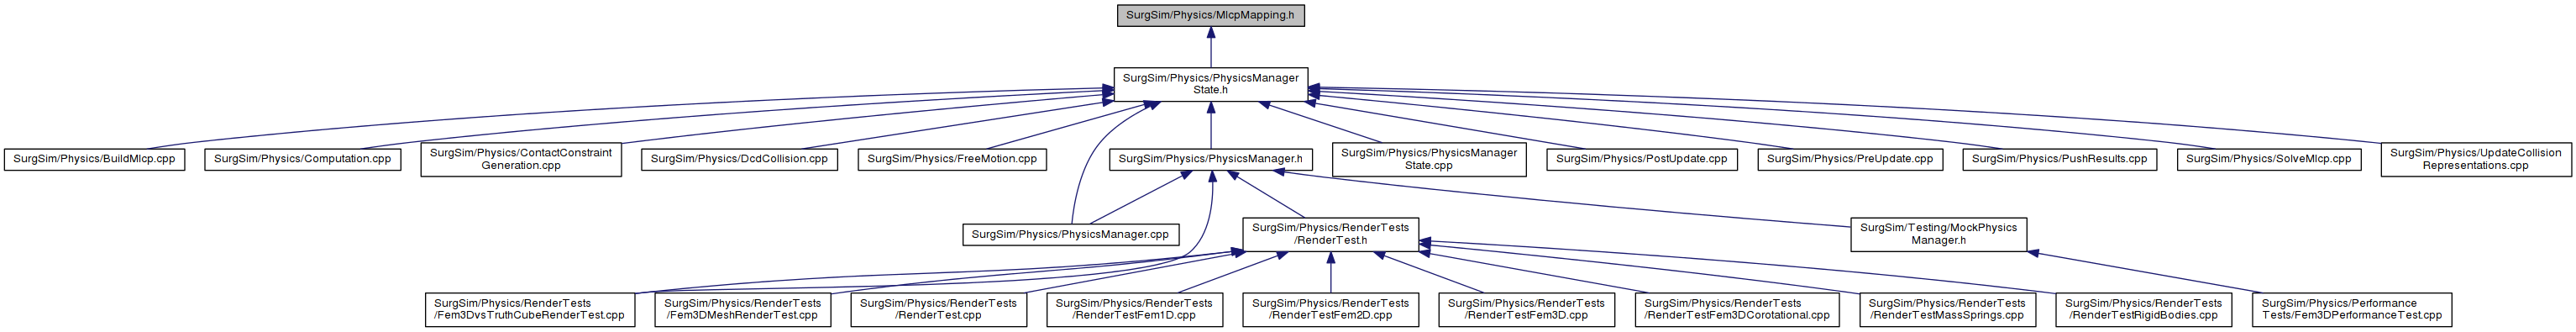 SurgSim/Physics/MlcpMapping.h
SurgSim/Physics/PhysicsManager
State.h
SurgSim/Physics/BuildMlcp.cpp
SurgSim/Physics/Computation.cpp
SurgSim/Physics/ContactConstraint
Generation.cpp
SurgSim/Physics/DcdCollision.cpp
SurgSim/Physics/FreeMotion.cpp
SurgSim/Physics/PhysicsManager.h
SurgSim/Physics/PhysicsManager
State.cpp
SurgSim/Physics/PostUpdate.cpp
SurgSim/Physics/PreUpdate.cpp
SurgSim/Physics/PushResults.cpp
SurgSim/Physics/SolveMlcp.cpp
SurgSim/Physics/UpdateCollision
Representations.cpp
SurgSim/Physics/PhysicsManager.cpp
SurgSim/Physics/RenderTests
/RenderTest.h
SurgSim/Testing/MockPhysics
Manager.h
SurgSim/Physics/RenderTests
/Fem3DvsTruthCubeRenderTest.cpp
SurgSim/Physics/RenderTests
/Fem3DMeshRenderTest.cpp
SurgSim/Physics/RenderTests
/RenderTest.cpp
SurgSim/Physics/RenderTests
/RenderTestFem1D.cpp
SurgSim/Physics/RenderTests
/RenderTestFem2D.cpp
SurgSim/Physics/RenderTests
/RenderTestFem3D.cpp
SurgSim/Physics/RenderTests
/RenderTestFem3DCorotational.cpp
SurgSim/Physics/RenderTests
/RenderTestMassSprings.cpp
SurgSim/Physics/RenderTests
/RenderTestRigidBodies.cpp
SurgSim/Physics/Performance
Tests/Fem3DPerformanceTest.cpp